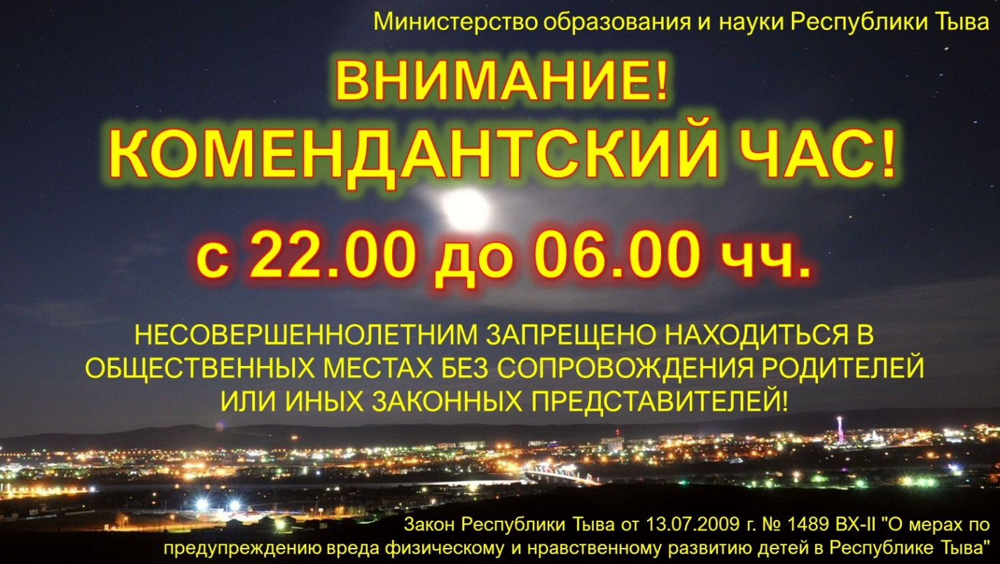 Министерство образования и науки Республики Тыва
ВНИМАНИЕ!
КОМЕНДАНТСКИЙ ЧАС!
с 22.00 до 06.00 чч.
НЕСОВЕРШЕННОЛЕТНИМ ЗАПРЕЩЕНО НАХОДИТЬСЯ В
ОБЩЕСТВЕННЫХ МЕСТАХ БЕЗ СОПРОВОЖДЕНИЯ РОДИТЕЛЕЙ
ИЛИ ИНЫХ ЗАКОННЫХ ПРЕДСТАВИТЕЛЕЙ!
Закон Республики Тыва от 13.07.2009 г. № 1489 ВХ-II "О мерах по
предупреждению вреда физическому и нравственному развитию детей в Республике Тыва"